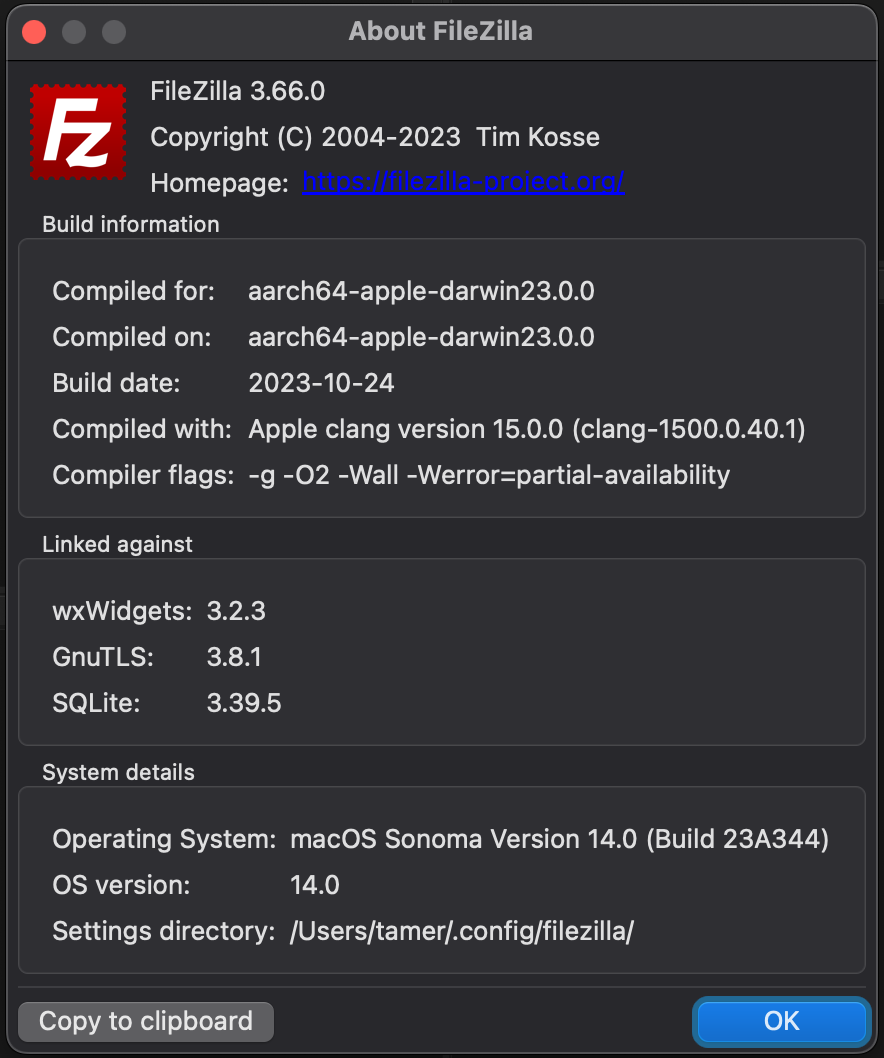 About FileZilla
Fz
FileZilla 3.66.0
Copyright (C) 2004-2023  Tim Kosse
Homepage: https://filezilla-project.org/
Build information
Compiled for: aarch64-apple-darwin23.0.0
Compiled on: aarch64-apple-darwin23.0.0
Build date: 2023-10-24
Compiled with: Apple clang version 15.0.0 (clang-1500.0.40.1)
Compiler flags: -g -O2 -Wall -Werror=partial-availability
Linked against
wxWidgets: 3.2.3
GnuTLS: 3.8.1
SQLite: 3.39.5
System details
Operating System: macOS Sonoma Version 14.0 (Build 23A344)
OS version: 14.0
Settings directory: /Users/tamer/.config/filezilla/
Copy to clipboard OK